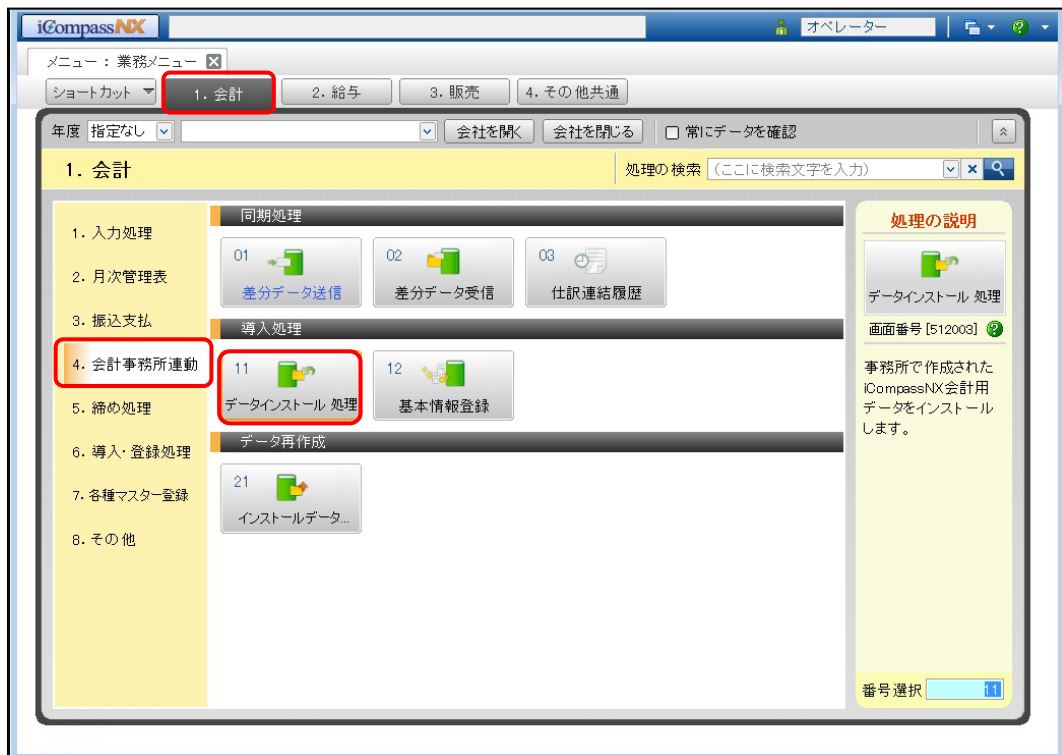 iCompassNX
オペレーター
メニュー : 業務メニュー
ショートカット
1. 会計
2. 給与
3. 販売
4. その他共通
年度 指定なし 会社を開く 会社を閉じる 常にデータを確認
1. 会計
処理の検索 (ここに検索文字を入力)
1. 入力処理
2. 月次管理表
3. 振込支払
4. 会計事務所連動
5. 締め処理
6. 導入・登録処理
7. 各種マスター登録
8. その他
同期処理
01
差分データ送信
02
差分データ受信
03
仕訳連結履歴
導入処理
11
データインストール 処理
12
基本情報登録
データ再作成
21
インストールデータ...
処理の説明
データインストール 処理
画面番号 [512003]
事務所で作成された
iCompassNX会計用
データをインストール
します。
番号選択 11